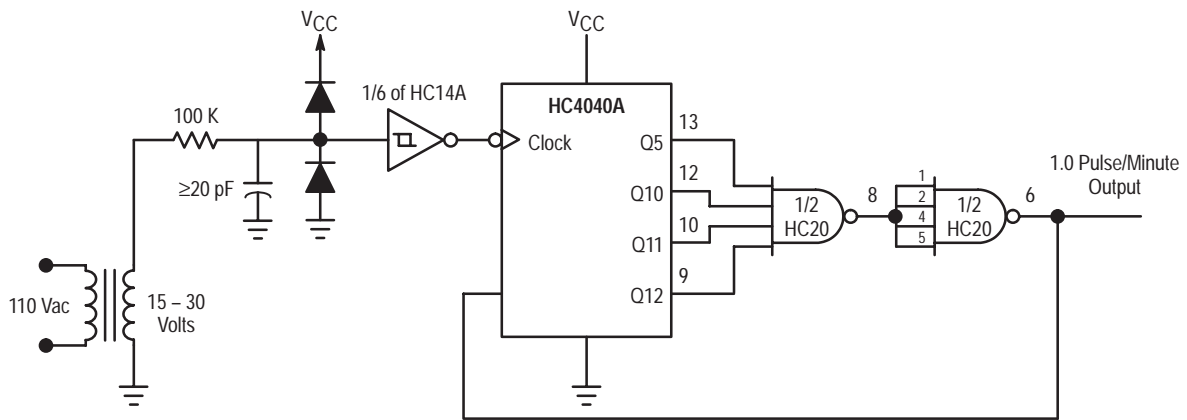 VCC
VCC
1/6 of HC14A
HC4040A
100 K
Clock
Q5
13
≥20 pF
Q10
12
Q11
10
Q12
9
1/2
HC20
8
1
2
4
5
1/2
HC20
6
1.0 Pulse/Minute
Output
110 Vac
15 – 30
Volts